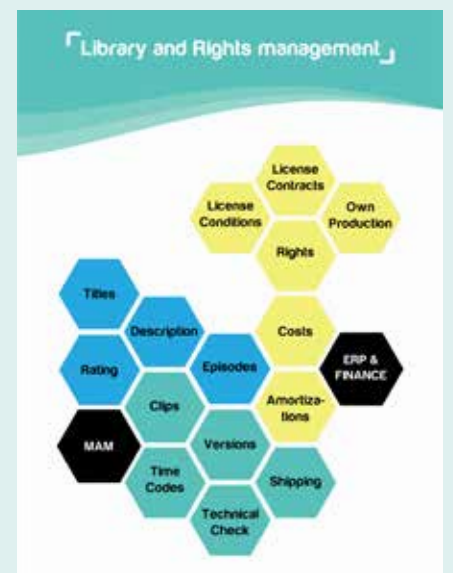 Library and Rights management
License
Contracts
License
Conditions
Own
Production
Rights
Titles
Description
Costs
Rating
Episodes
ERP &
FINANCE
Clips
Amortiza-
tions
MAM
Versions
Time
Codes
Shipping
Technical
Check